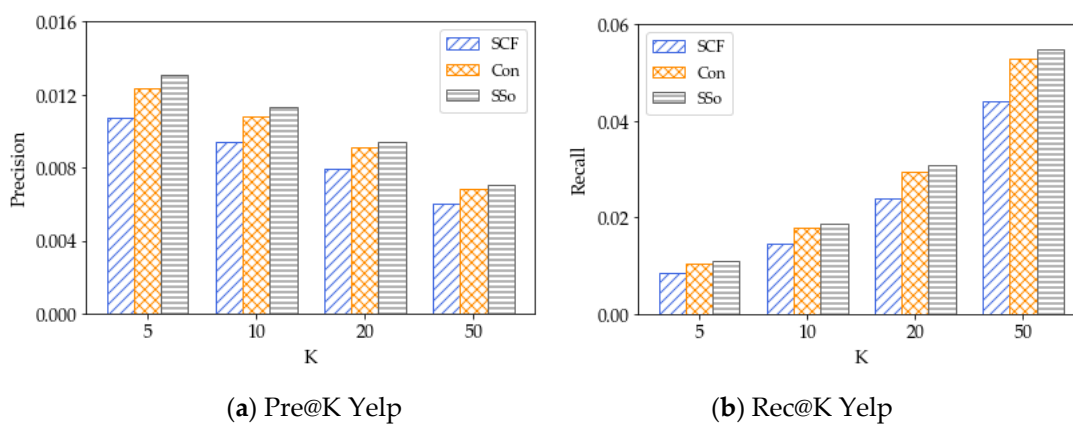 0.016
0.012
0.008
0.004
0.000
Precision
SCF
Con
SSo
5 10 20 50
K
(a) Pre@K Yelp
0.06
0.04
0.02
0.00
Recall
SCF
Con
SSo
5 10 20 50
K
(b) Rec@K Yelp